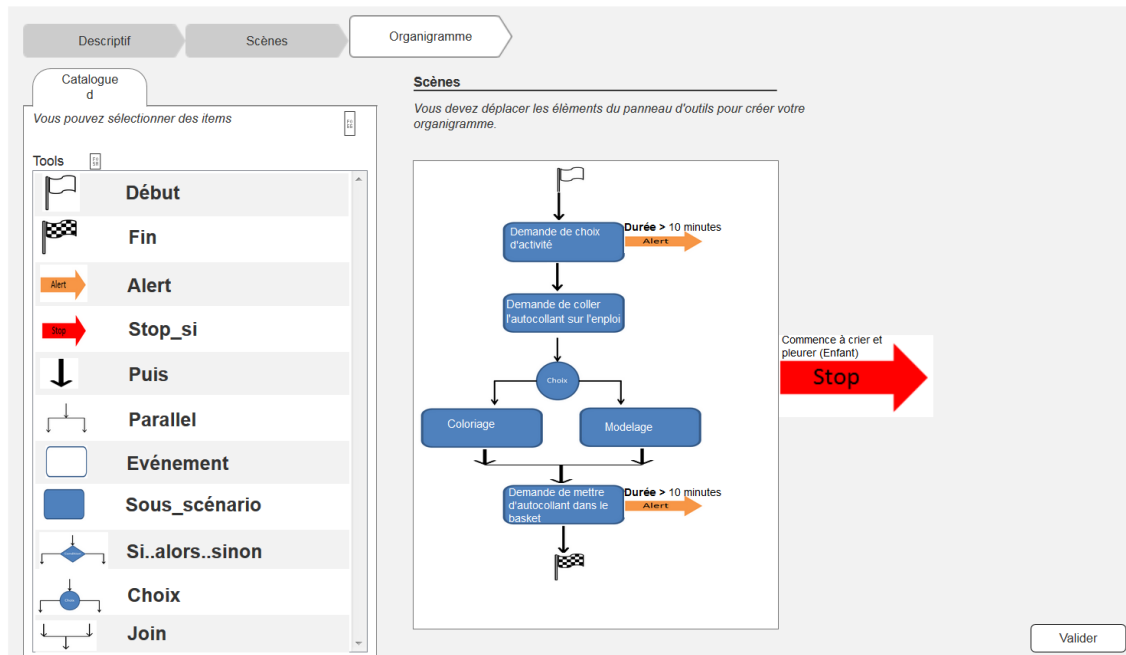 Descriptif
Scènes
Organigramme
Catalogue
d
Vous pouvez sélectionner des items
Tools
Début
Fin
Alert
Alert
Stop
Stop_si
Puis
Parallel
Evénement
Sous_scénario
Si..alors..sinon
Choix
Join
Scènes
Vous devez déplacer les élements du panneau d'outils pour créer votre
organigramme.
Demande de choix
d'activité
Durée > 10 minutes
Alert
Demande de coller
l'autocollant sur l'enploi
Choix
Coloriage
Modelage
Demande de mettre
d'autocollant dans le
basket
Durée > 10 minutes
Alert
Commence à crier et
pleurer (Enfant)
Stop
Valider